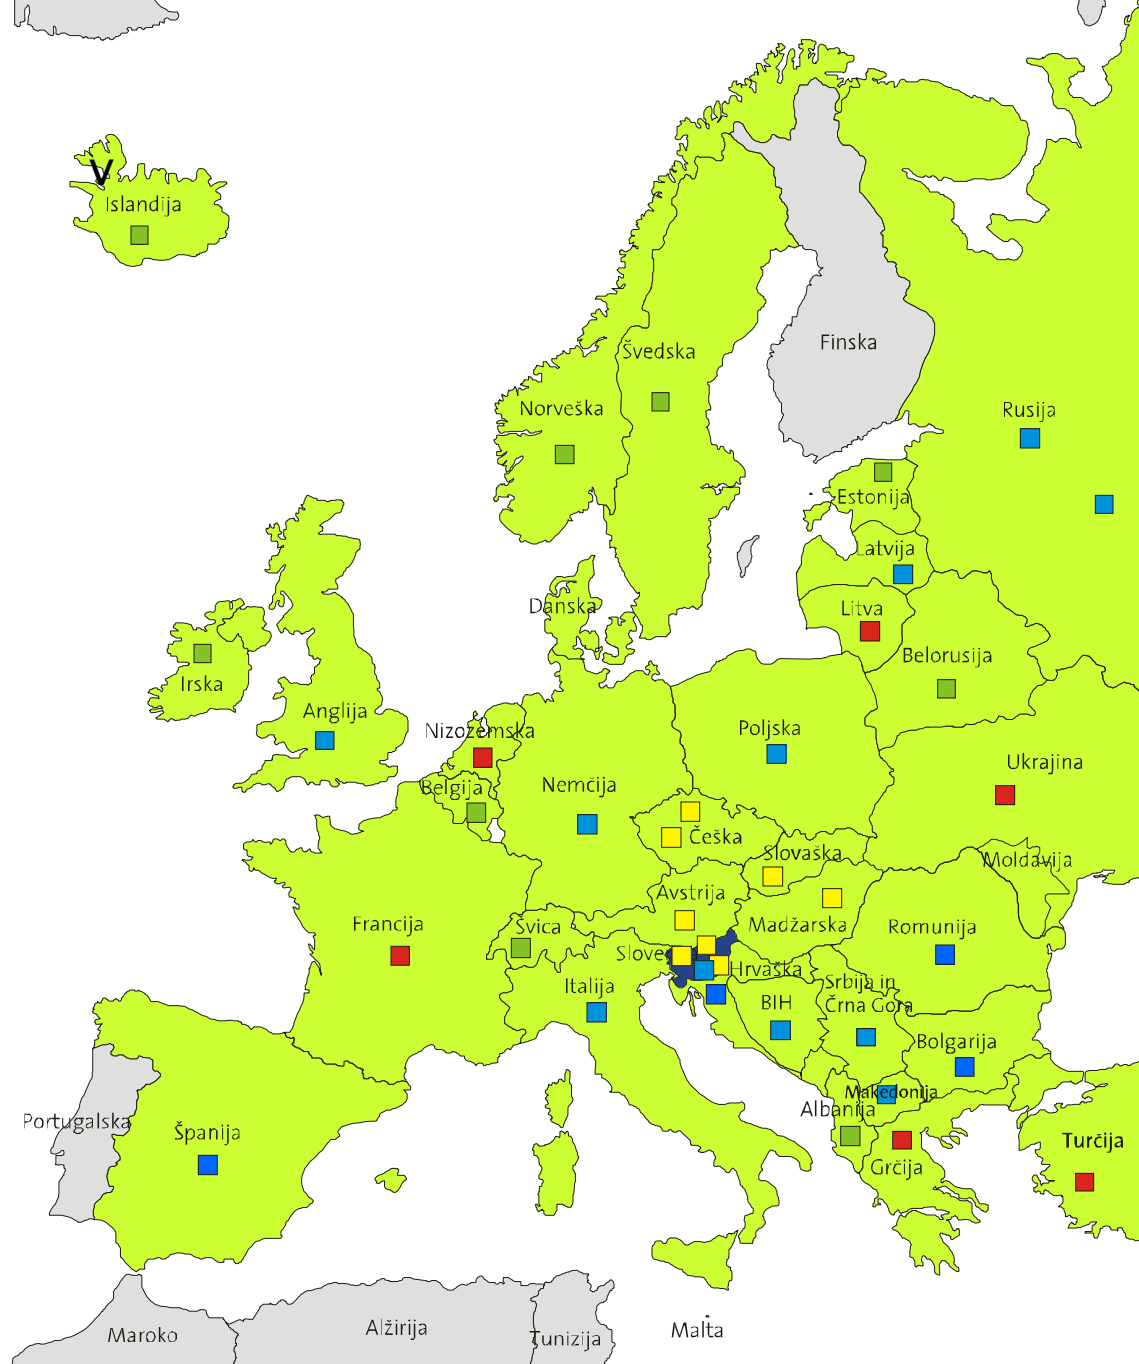 V
Islandija
Finska
Švedska
Norveška
Rusija
Estonija
Latvija
Danska
Litva
Belorusija
Irska
Anglija
Nizozemska
Poljska
Ukrajina
Nemčija
Belgija
Češka
Slovaška
Moldavija
Avstrija
Francija
Švica
Madžarska
Romunija
Slove
Hrvaška
Italija
BIH
Srbija in
Črna Gora
Bolgarija
Makedonija
Albanija
Portugalska
Španija
Turčija
Grčija
Maroko
Alžirija
Tunizija
Malta